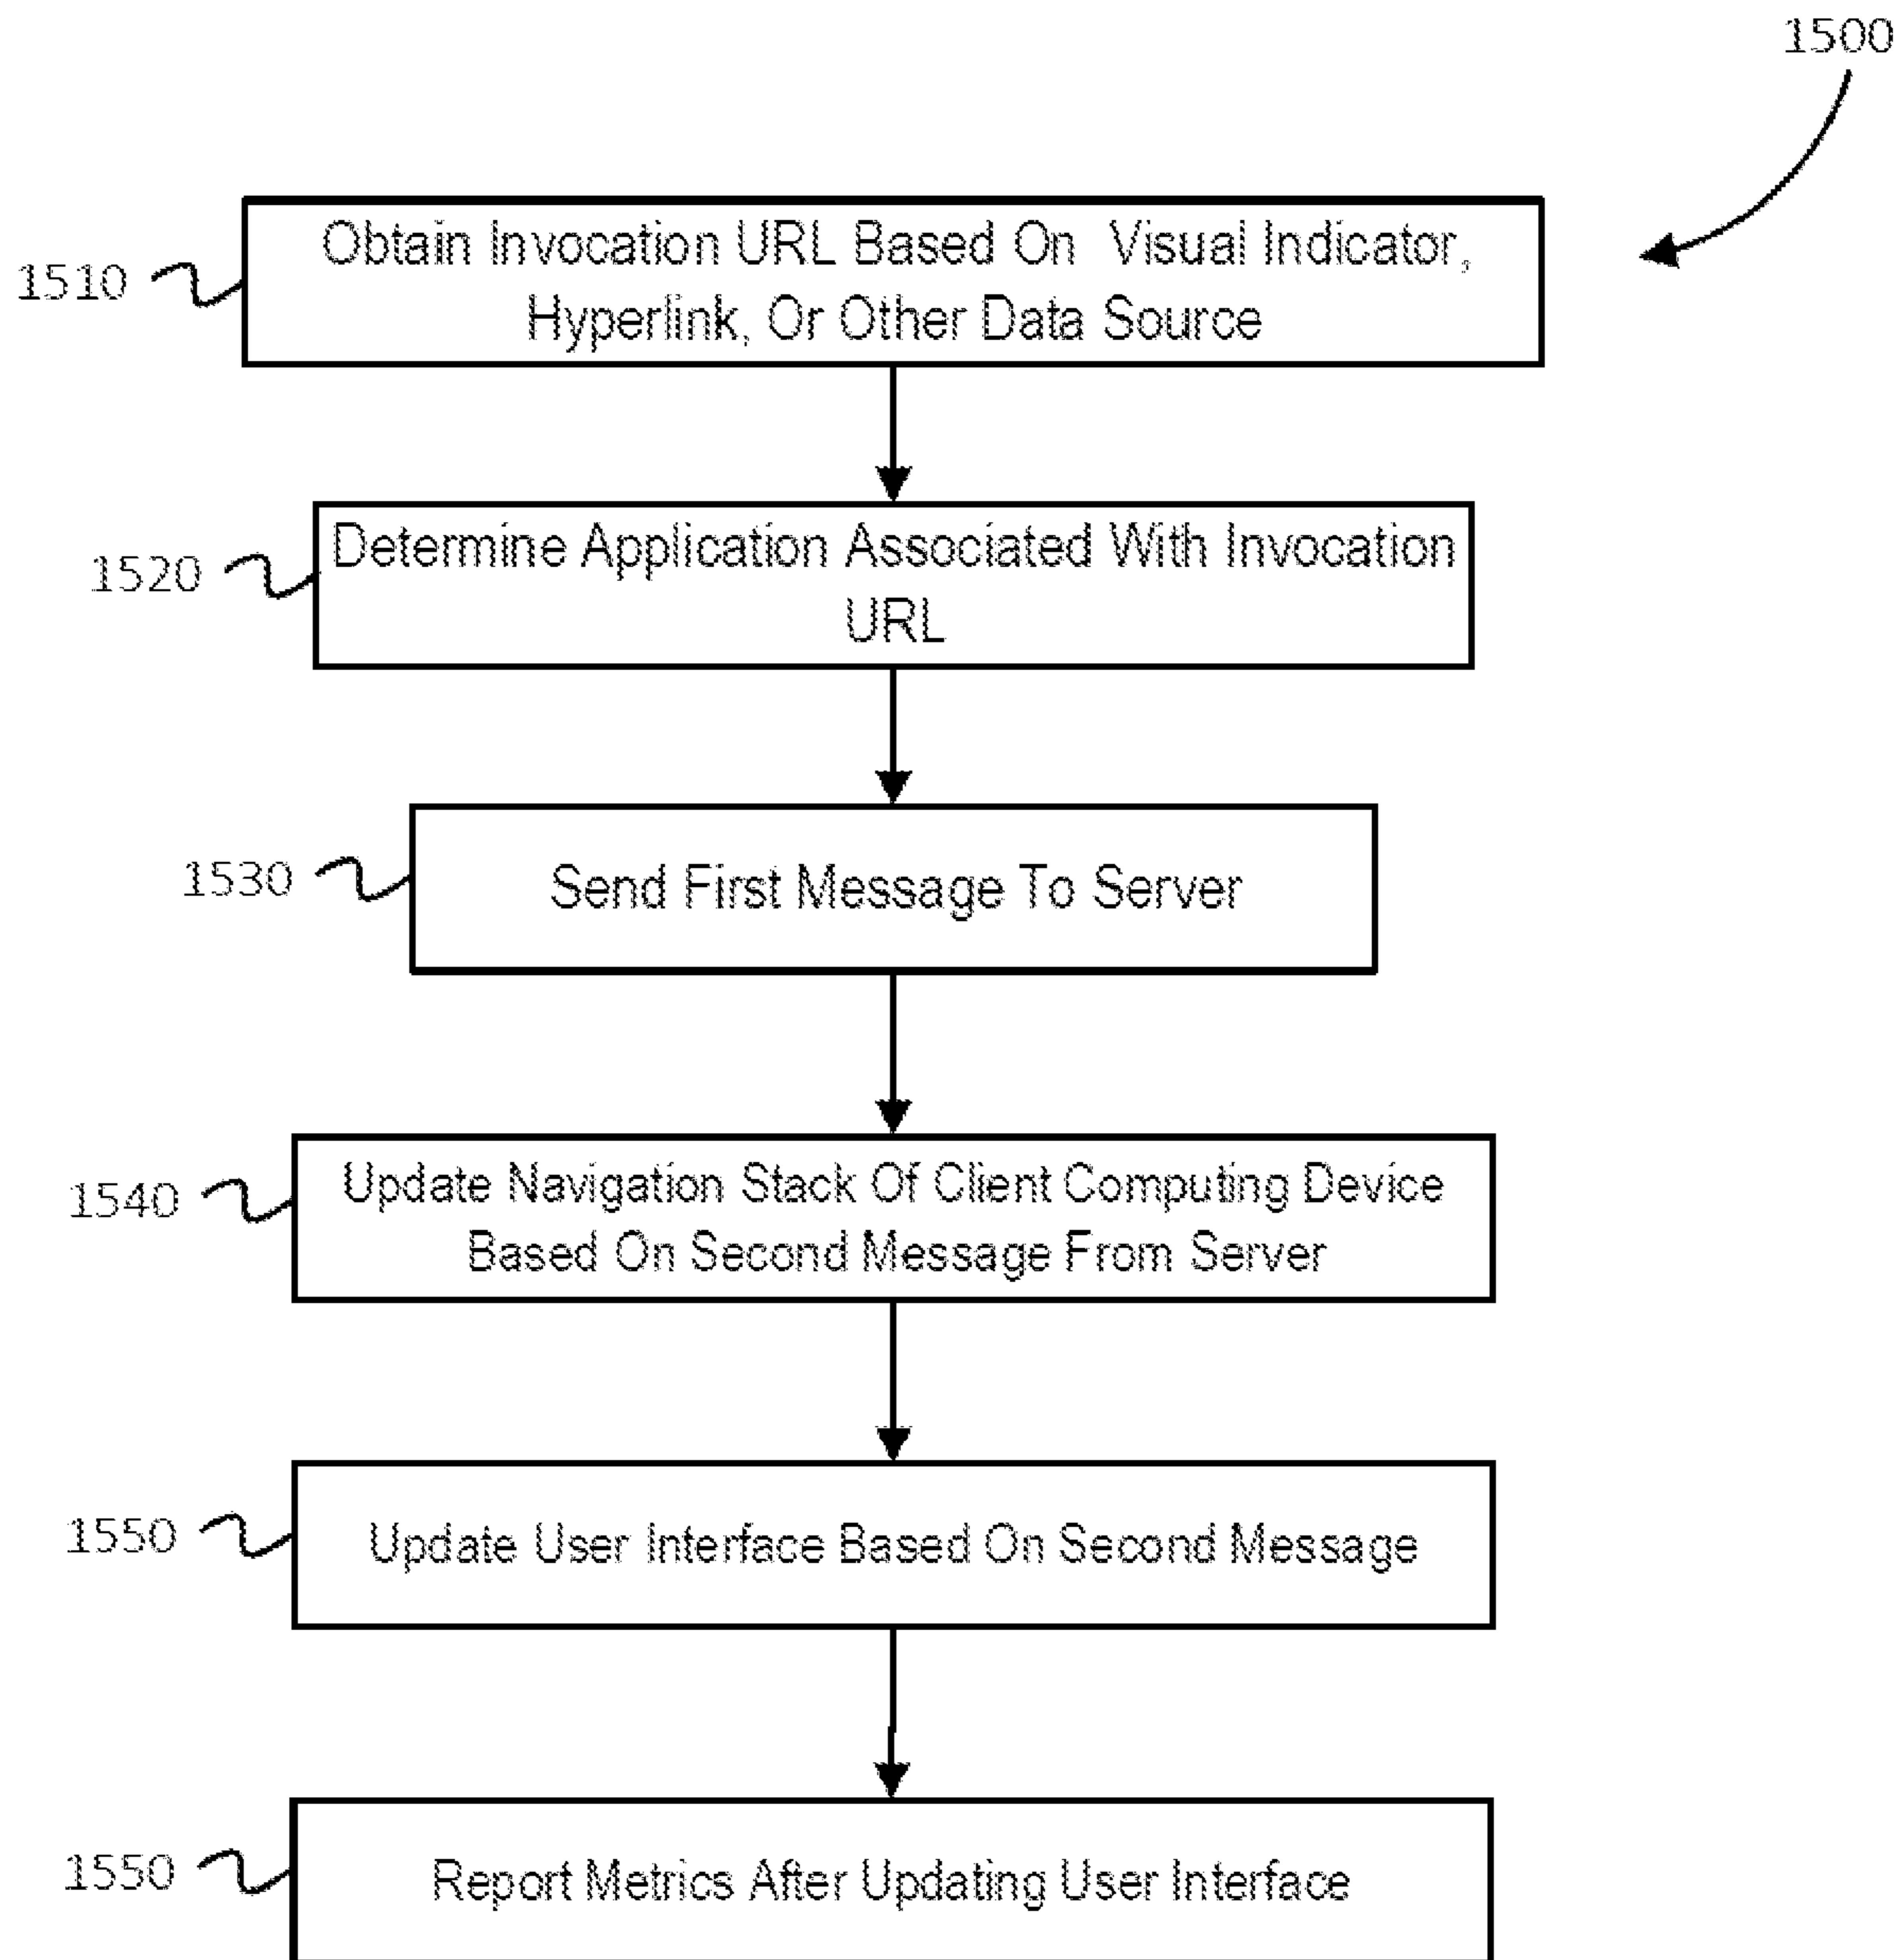 1500
1510
Obtain Invocation URL Based On Visual Indicator,
Hyperlink, Or Other Data Source
1520
Determine Application Associated With Invocation
URL
1530
Send First Message To Server
1540
Update Navigation Stack Of Client Computing Device
Based On Second Message From Server
1550
Update User Interface Based On Second Message
1550
Report Metrics After Updating User Interface